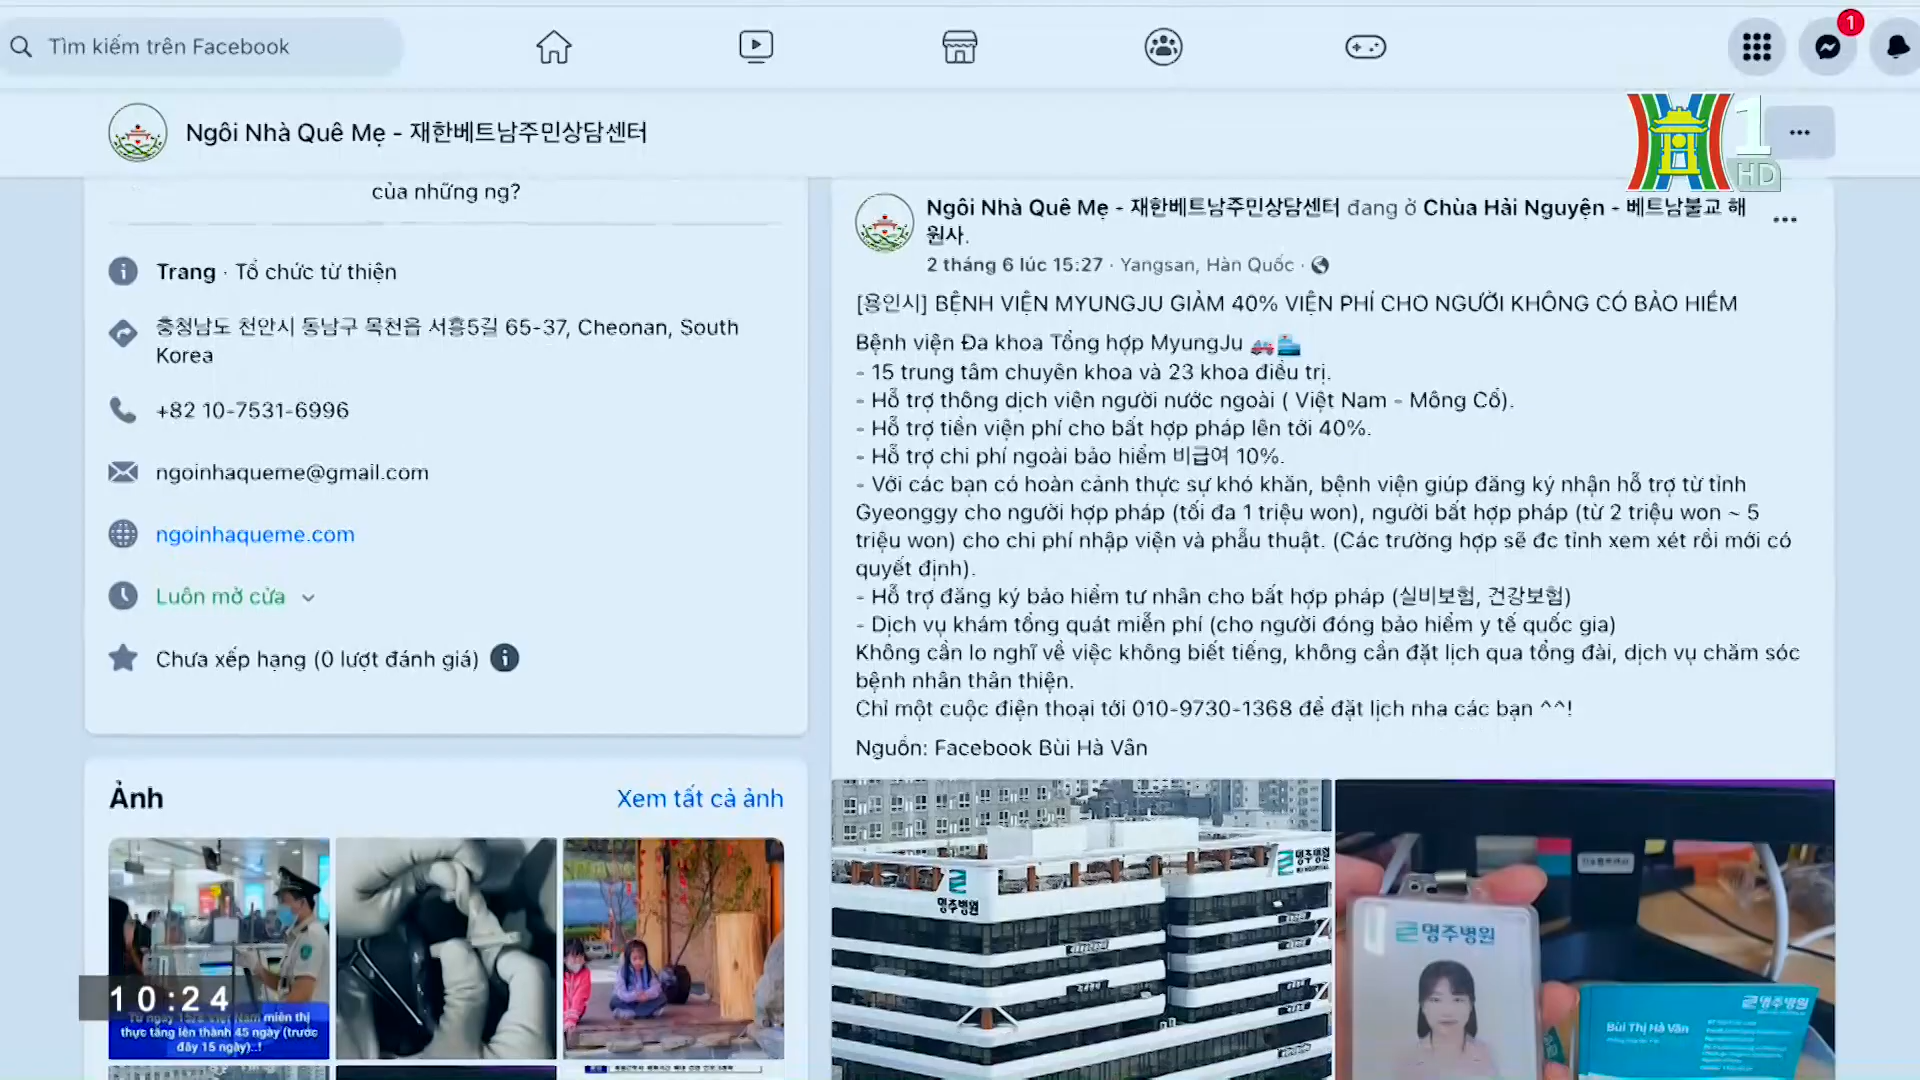 Tìm kiếm trên Facebook
1
Ngôi Nhà Quê Mẹ - 재한베트남주민상담센터
1
HD
của những ng?
Trang · Tổ chức từ thiện
충청남도 천안시 동남구 목천읍 서흥5길 65-37, Cheonan, South
Korea
+82 10-7531-6996
ngoinhaqueme@gmail.com
ngoinhaqueme.com
Luôn mở cửa
Chưa xếp hạng (0 lượt đánh giá)
Ảnh
Xem tất cả ảnh
10:24
Nam miễn thị
thực tăng lên thành 45 ngày (trước
đây 15 ngày)..!
Ngôi Nhà Quê Mẹ - 재한베트남주민상담센터 đang ở Chùa Hải Nguyện - 베트남불교 해
원사.
2 tháng 6 lúc 15:27 · Yangsan, Hàn Quốc ·
[용인시] BỆNH VIỆN MYUNGJU GIẢM 40% VIỆN PHÍ CHO NGƯỜI KHÔNG CÓ BẢO HIỂM
Bệnh viện Đa khoa Tổng hợp MyungJu 🚑🏥
- 15 trung tâm chuyên khoa và 23 khoa điều trị.
- Hỗ trợ thông dịch viên người nước ngoài ( Việt Nam - Mông Cổ).
- Hỗ trợ tiền viện phí cho bất hợp pháp lên tới 40%.
- Hỗ trợ chi phí ngoài bảo hiểm 비급여 10%.
- Với các bạn có hoàn cảnh thực sự khó khăn, bệnh viện giúp đăng ký nhận hỗ trợ từ tỉnh
Gyeonggy cho người hợp pháp (tối đa 1 triệu won), người bất hợp pháp (từ 2 triệu won ~ 5
triệu won) cho chi phí nhập viện và phẫu thuật. (Các trường hợp sẽ đc tỉnh xem xét rồi mới có
quyết định).
- Hỗ trợ đăng ký bảo hiểm tư nhân cho bất hợp pháp (실비보험, 건강보험)
- Dịch vụ khám tổng quát miễn phí (cho người đóng bảo hiểm y tế quốc gia)
Không cần lo nghĩ về việc không biết tiếng, không cần đặt lịch qua tổng đài, dịch vụ chăm sóc
bệnh nhân thân thiện.
Chỉ một cuộc điện thoại tới 010-9730-1368 để đặt lịch nha các bạn ^^!
Nguồn: Facebook Bùi Hà Vân
명주병원
명주병원
명주병원
명주병원
Bùi Thị Hà Vân